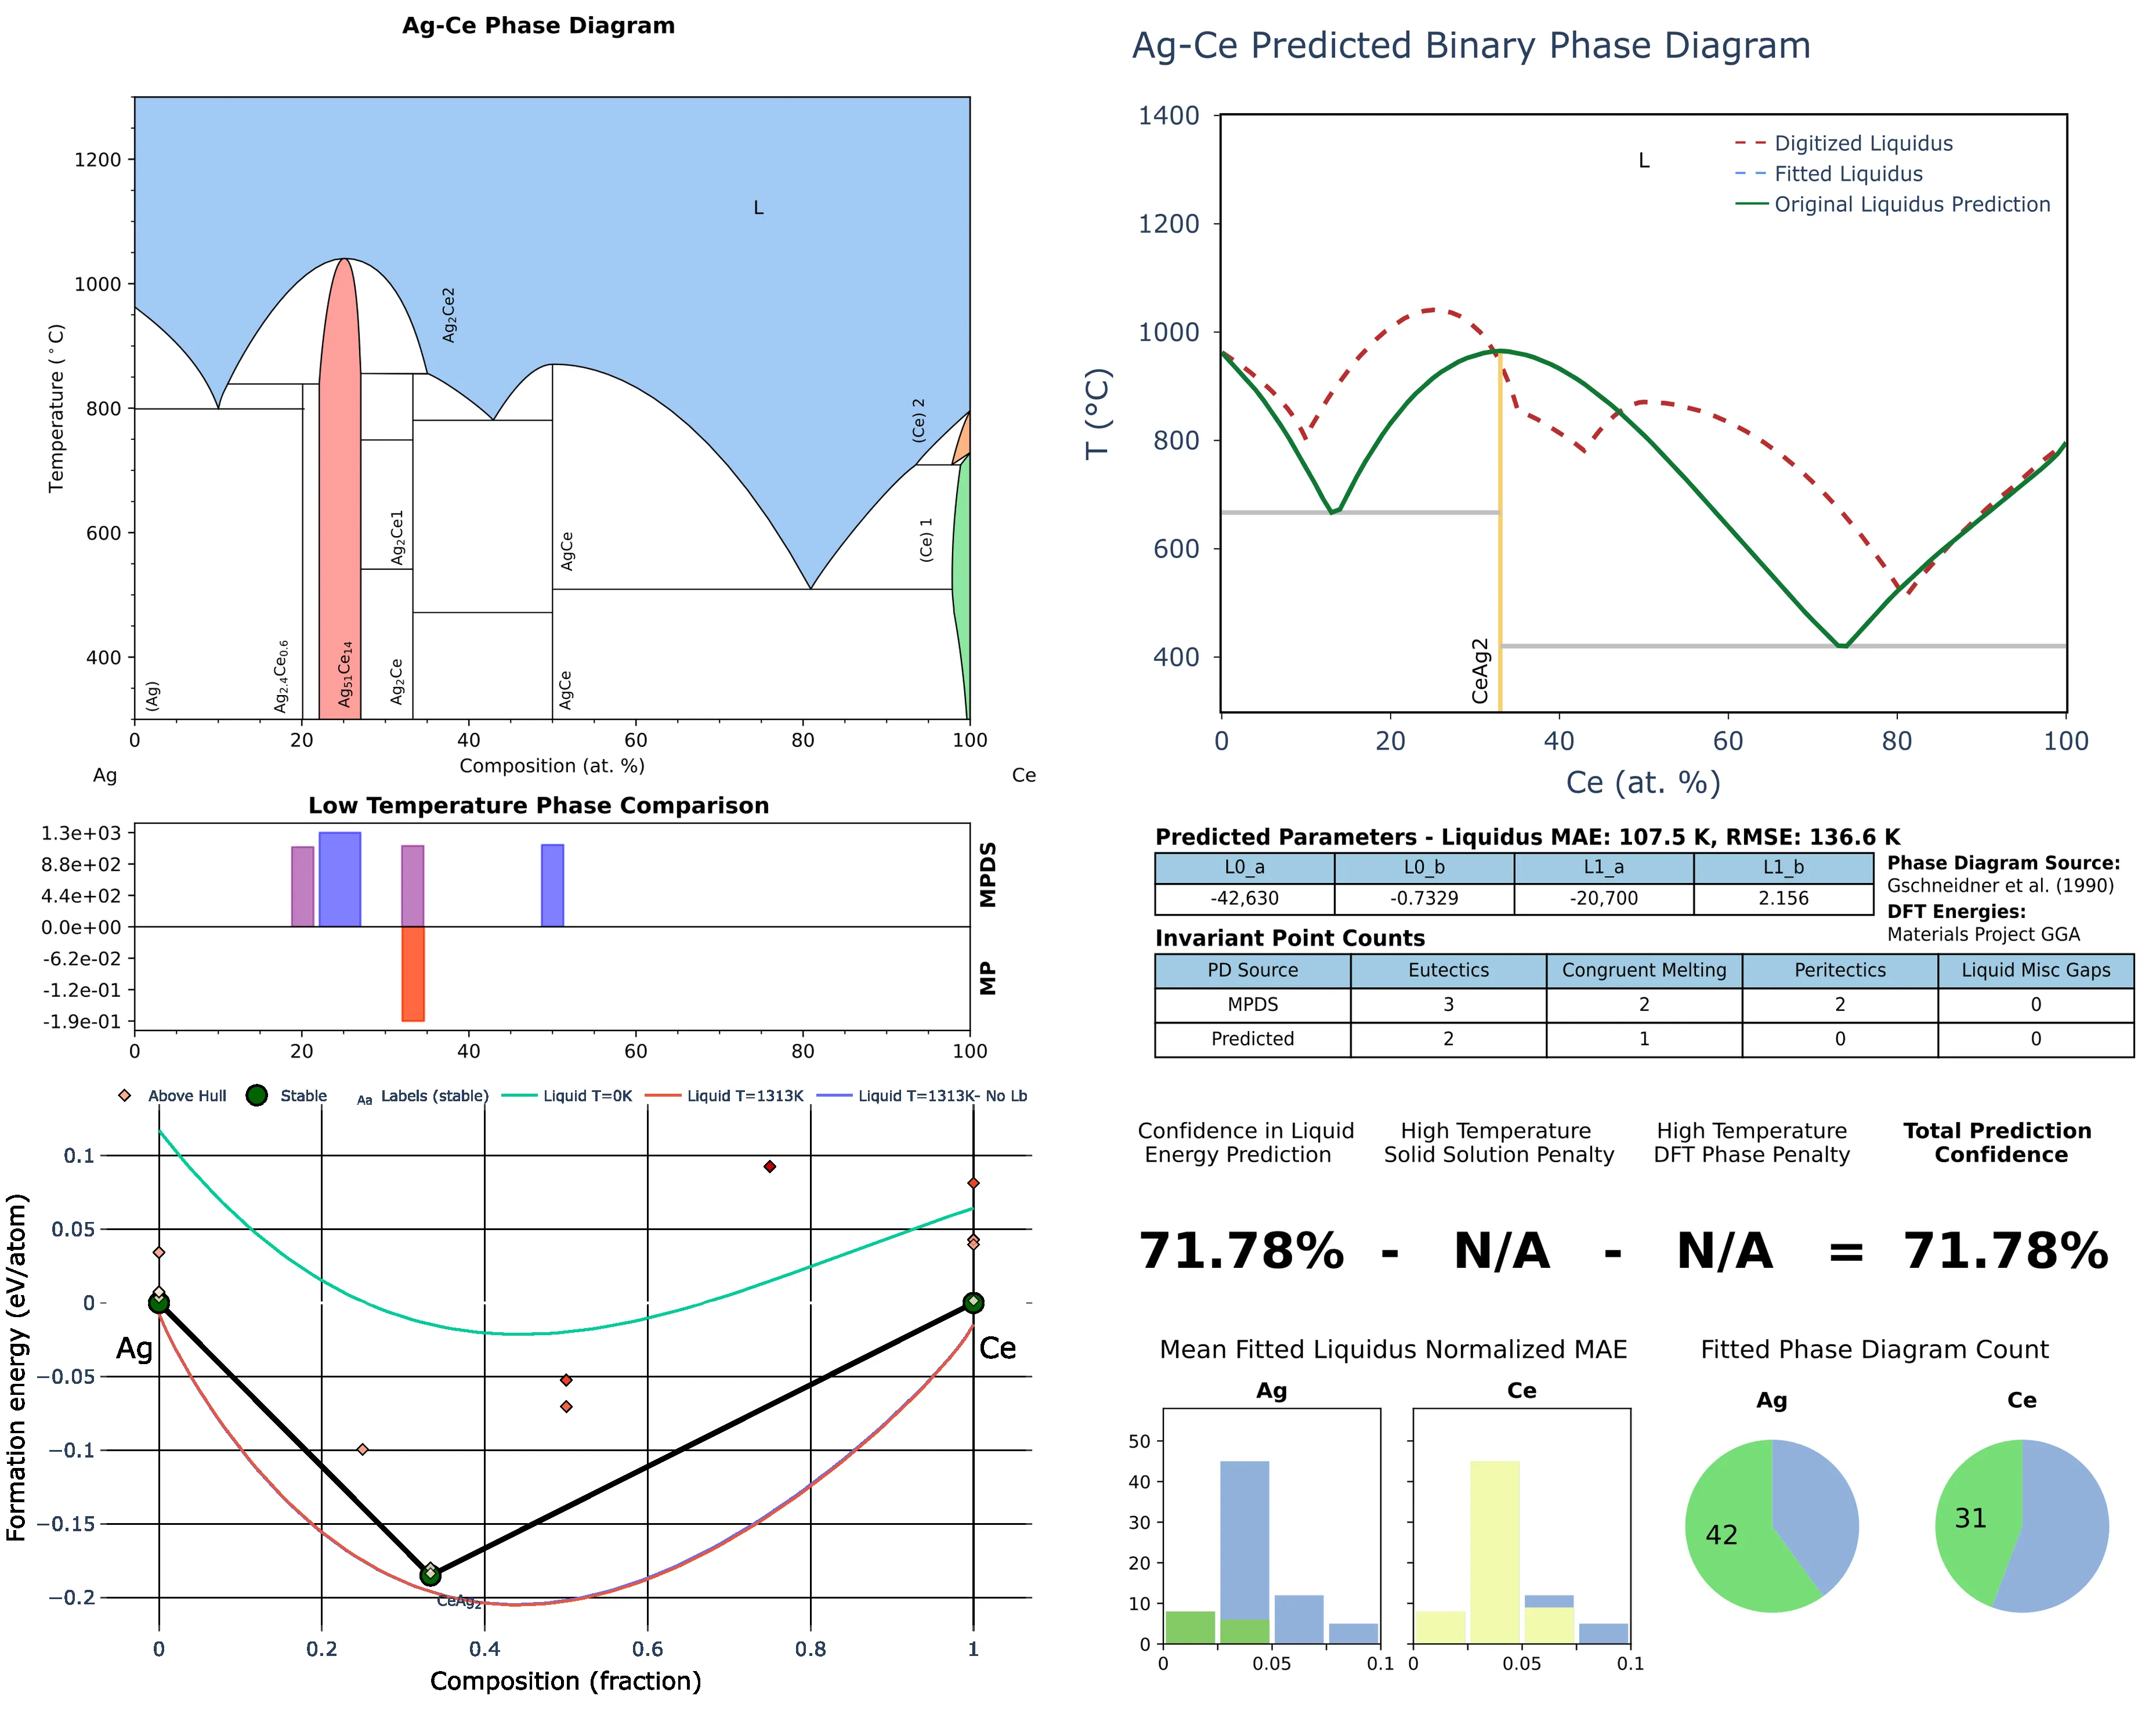 Ag-Ce Phase Diagram
1200
1000
800
600
400
Temperature (°C)
L
Ag2Ce2
(Ce) 2
(Ce) 1
Ag2Ce1
AgCe
(Ag)
Ag2.4Ce0.6
Ag51Ce14
Ag2Ce
AgCe
0 20 40 60 80 100
Composition (at. %)
Ag Ce
Low Temperature Phase Comparison
1.3e+03
8.8e+02
4.4e+02
0.0e+00
-6.2e-02
-1.2e-01
-1.9e-01
MPDS
MP
0 20 40 60 80 100
Above Hull Stable Aa Labels (stable) Liquid T=0K Liquid T=1313K Liquid T=1313K- No Lb
0.1
0.05
0
−0.05
−0.1
−0.15
−0.2
Formation energy (eV/atom)
Ag Ce
CeAg2
0 0.2 0.4 0.6 0.8 1
Composition (fraction)
Ag-Ce Predicted Binary Phase Diagram
1400
1200
1000
800
600
400
T (°C)
L
Digitized Liquidus
Fitted Liquidus
Original Liquidus Prediction
CeAg2
0 20 40 60 80 100
Ce (at. %)
Predicted Parameters - Liquidus MAE: 107.5 K, RMSE: 136.6 K
L0_a L0_b L1_a L1_b
-42,630 -0.7329 -20,700 2.156
Phase Diagram Source:
Gschneidner et al. (1990)
DFT Energies:
Materials Project GGA
Invariant Point Counts
PD Source Eutectics Congruent Melting Peritectics Liquid Misc Gaps
MPDS 3 2 2 0
Predicted 2 1 0 0
Confidence in Liquid
Energy Prediction
High Temperature
Solid Solution Penalty
High Temperature
DFT Phase Penalty
Total Prediction
Confidence
71.78% - N/A - N/A = 71.78%
Mean Fitted Liquidus Normalized MAE
Ag Ce
50
40
30
20
10
0
0 0.05 0.1 0 0.05 0.1
Fitted Phase Diagram Count
Ag Ce
42 31